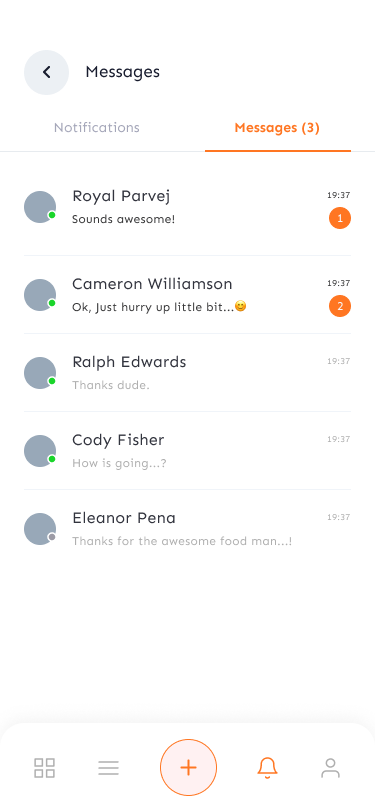 Messages
Notifications
Messages (3)
Royal Parvej
19:37
Sounds awesome!
1
Cameron Williamson
19:37
Ok, Just hurry up little bit...😊
2
Ralph Edwards
19:37
Thanks dude.
Cody Fisher
19:37
How is going...?
Eleanor Pena
19:37
Thanks for the awesome food man...!